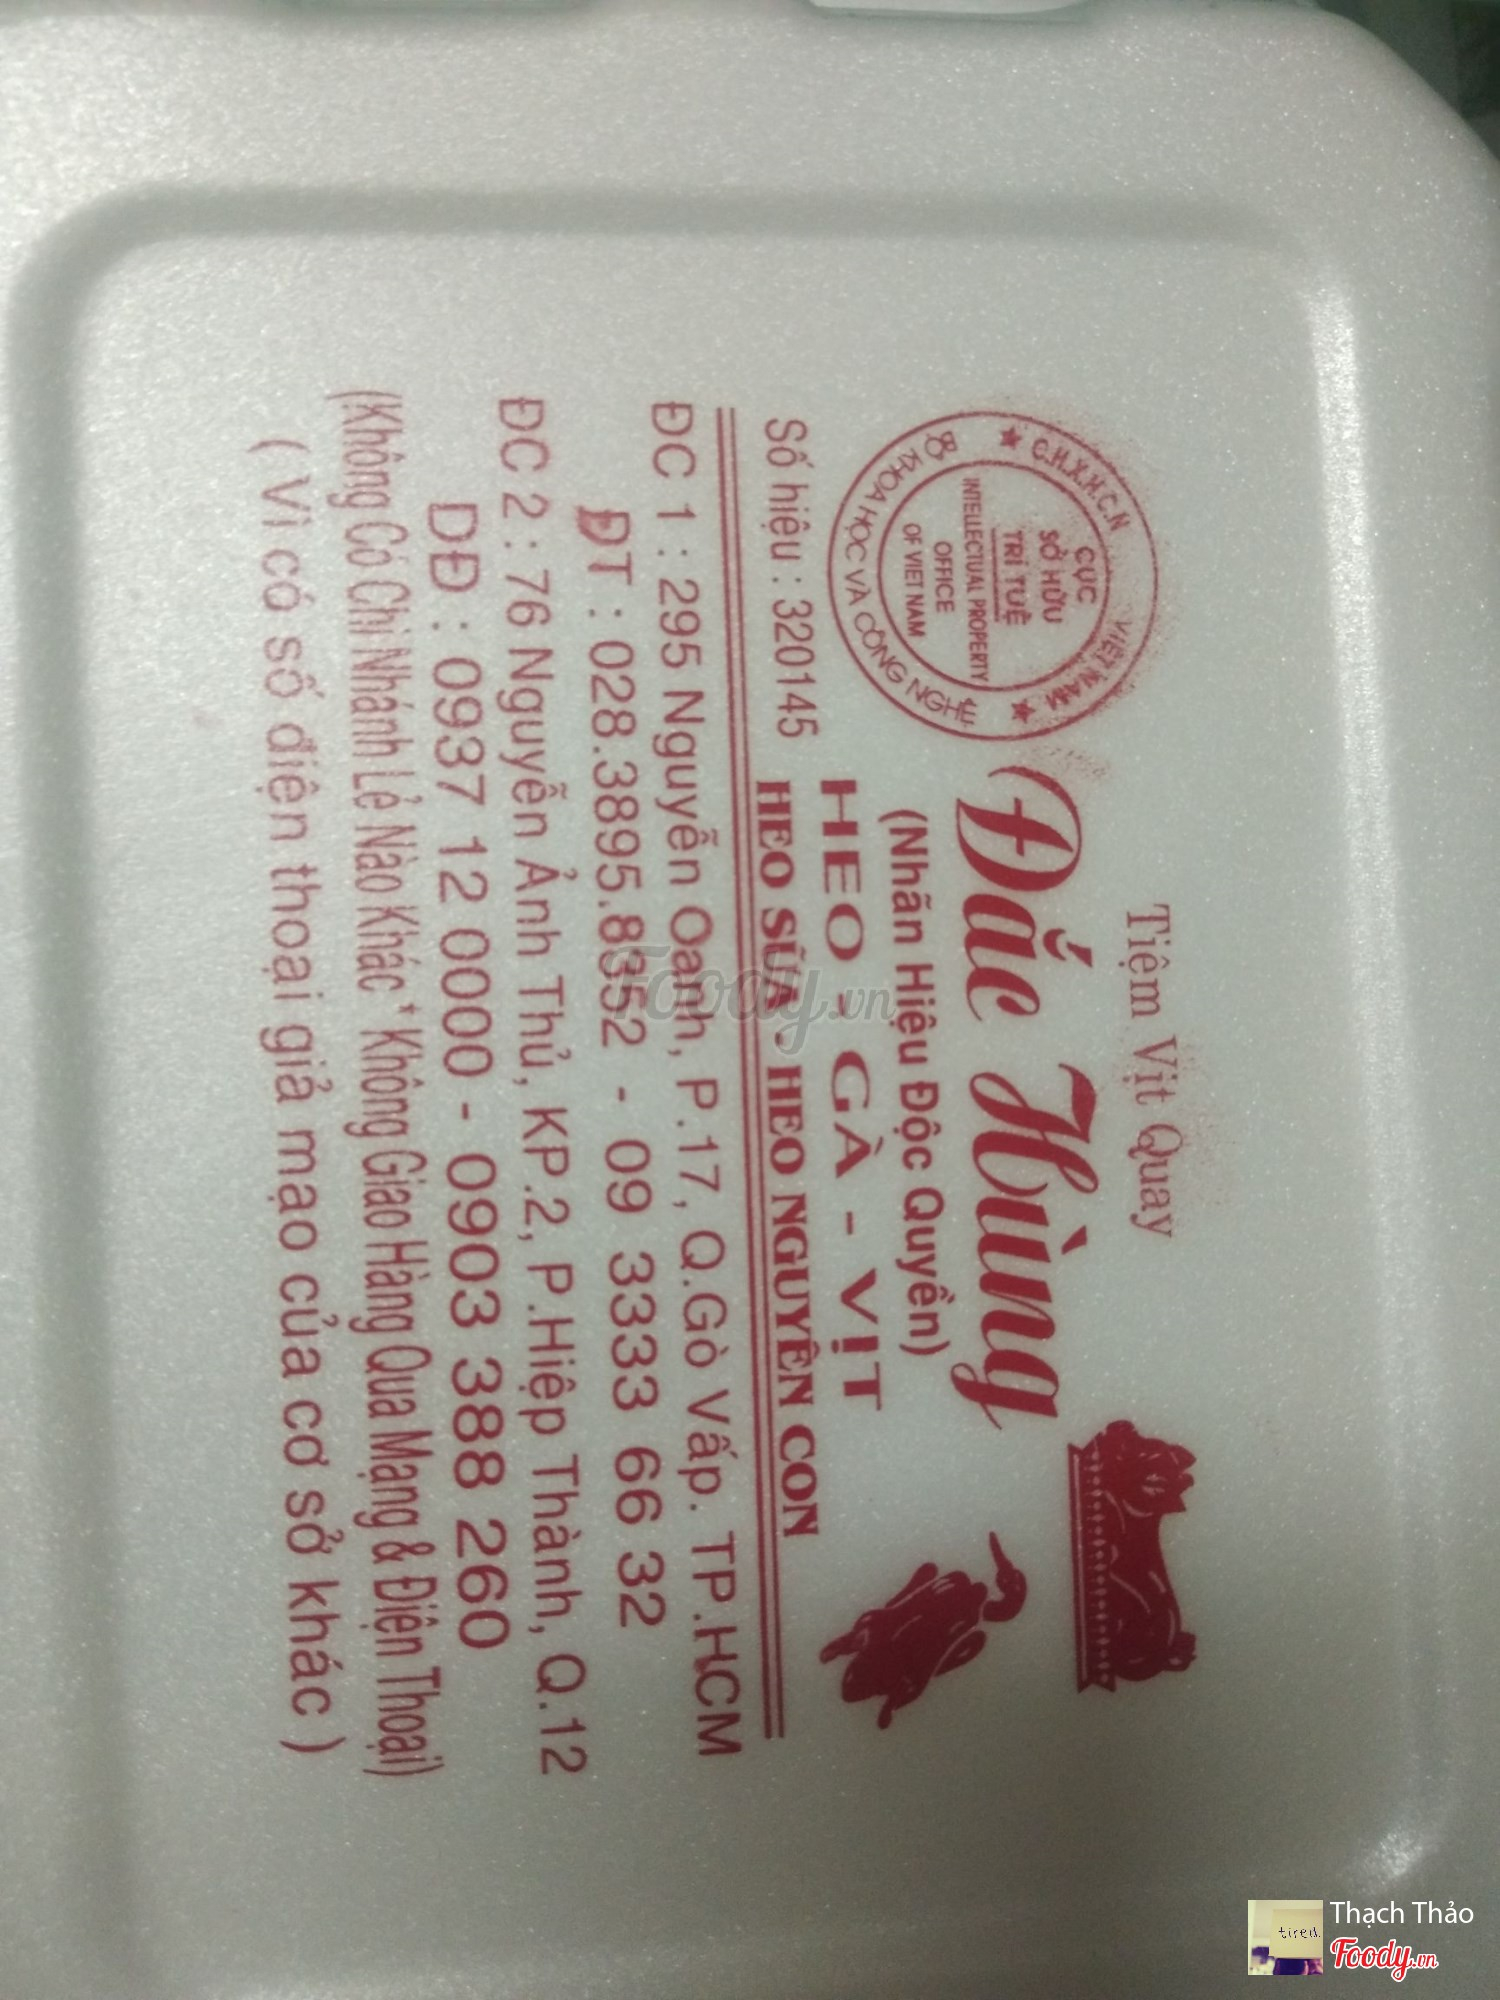 Tiệm Vịt Quay
Đắc Hùng
(Nhãn Hiệu Độc Quyền)
HEO - GÀ - VỊT
HEO SỮA - HEO NGUYÊN CON
C.H.X.H.C.N VIỆT NAM
CỤC
SỞ HỮU
TRÍ TUỆ
INTELLECTUAL PROPERTY
OFFICE
OF VIET NAM
BỘ KHOA HỌC VÀ CÔNG NGHỆ
Số hiệu : 320145
ĐC 1 : 295 Nguyễn Oanh, P.17, Q.Gò Vấp. TP.HCM
ĐT : 028.3895.8352 - 09 3333 66 32
ĐC 2 : 76 Nguyễn Ảnh Thủ, KP.2, P.Hiệp Thành, Q.12
DĐ : 0937 12 0000 - 0903 388 260
(Không Có Chi Nhánh Lẻ Nào Khác * Không Giao Hàng Qua Mạng & Điện Thoại)
( Vì có số điện thoại giả mạo của cơ sở khác )
Foody.vn
tired.
Thạch Thảo
Foody.vn